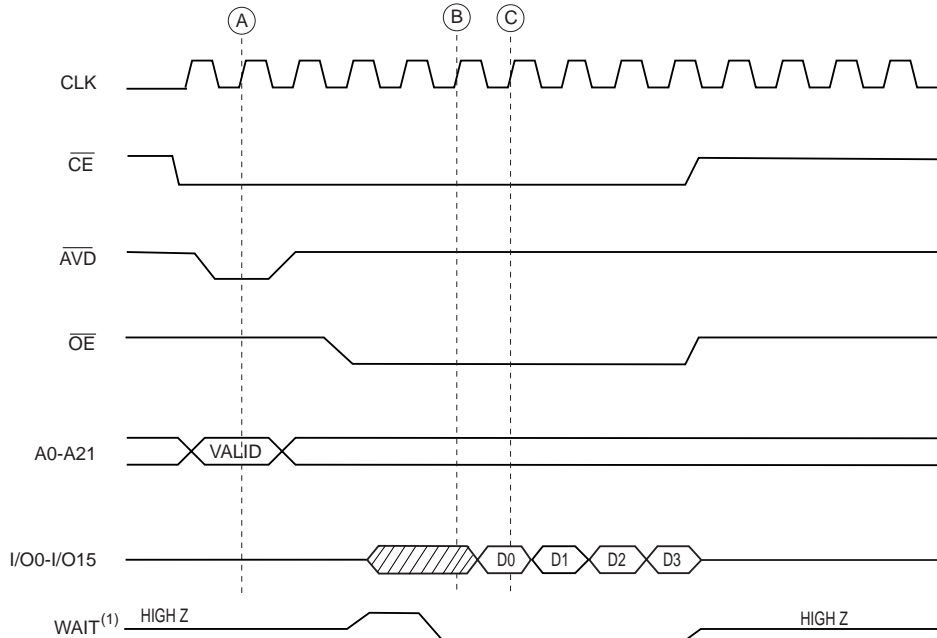 A B C
CLK
CE
AVD
OE
A0-A21 VALID
I/O0-I/O15 D0 D1 D2 D3
WAIT(1) HIGH Z HIGH Z